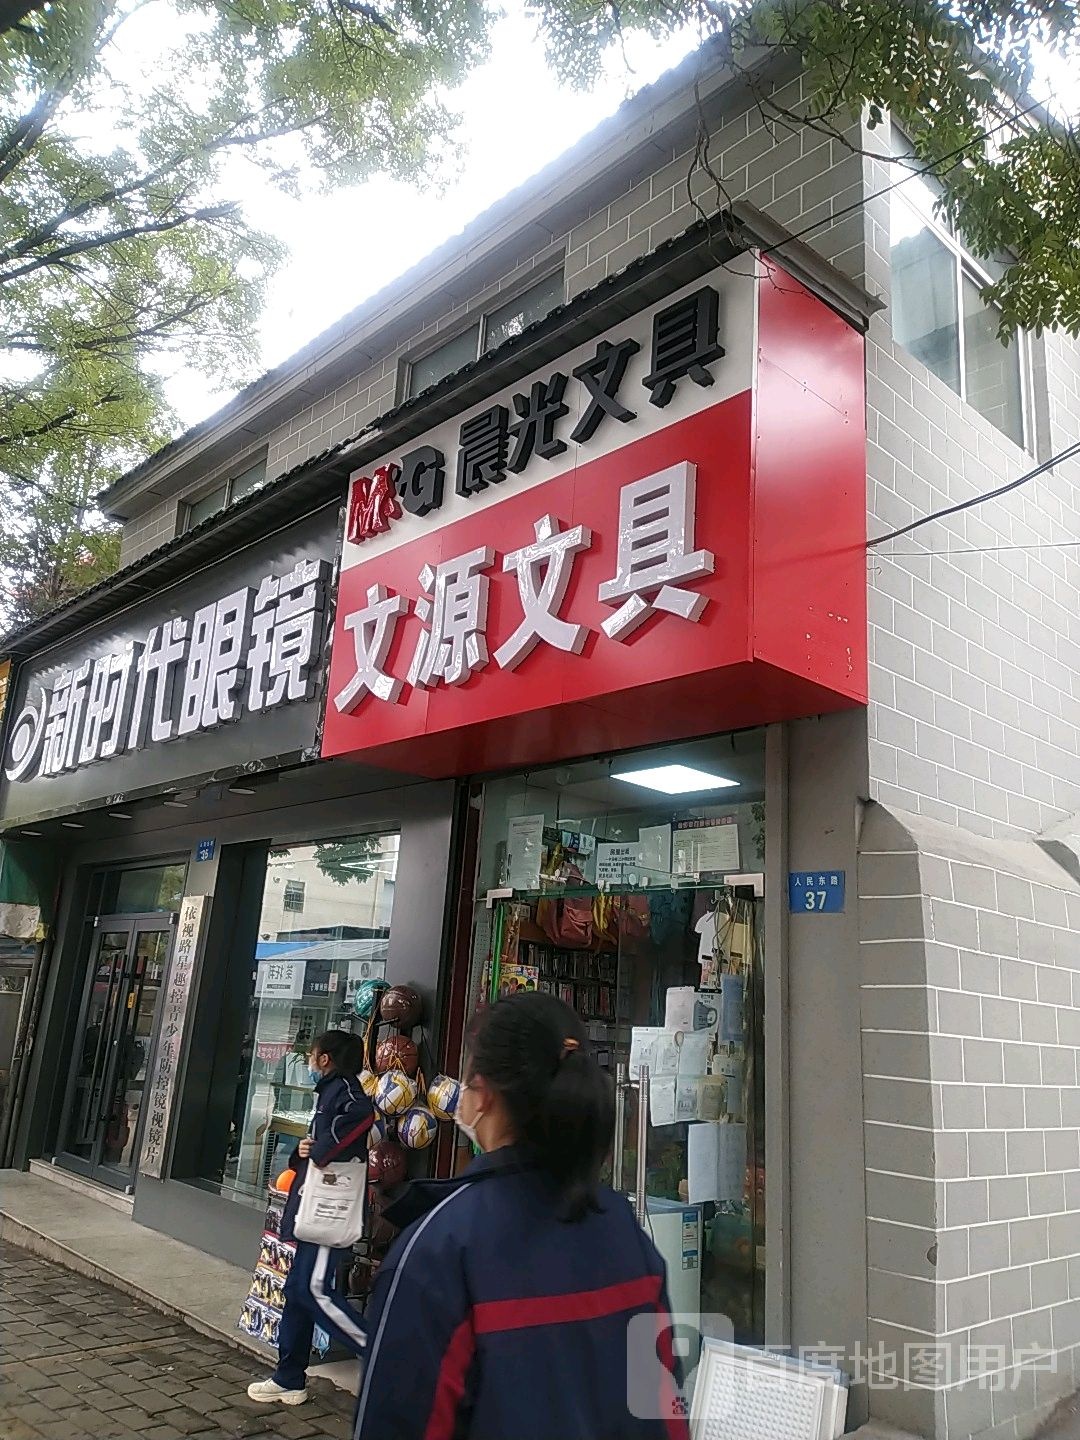 M&G 晨光文具
文源文具
新时代眼镜
人民东路
37
36
依视路星趣控青少年防控镜视镜片
百度地图用户